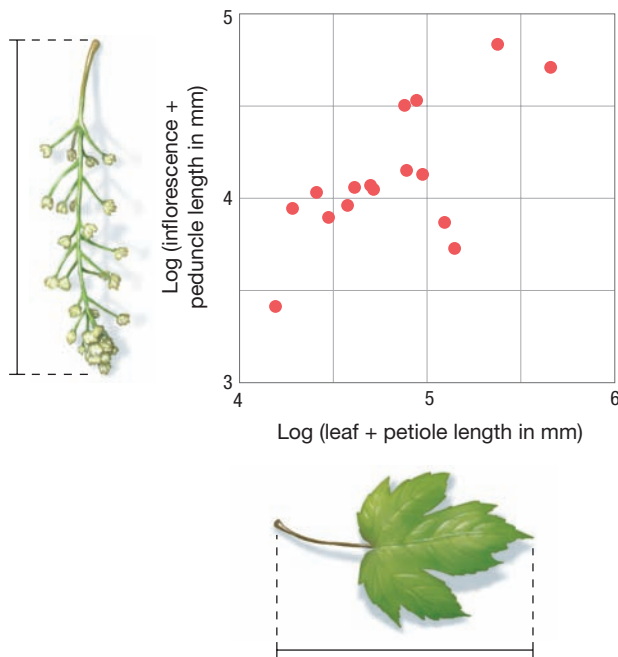 5
4
3
Log (inflorescence +
peduncle length in mm)
4
5
6
Log (leaf + petiole length in mm)